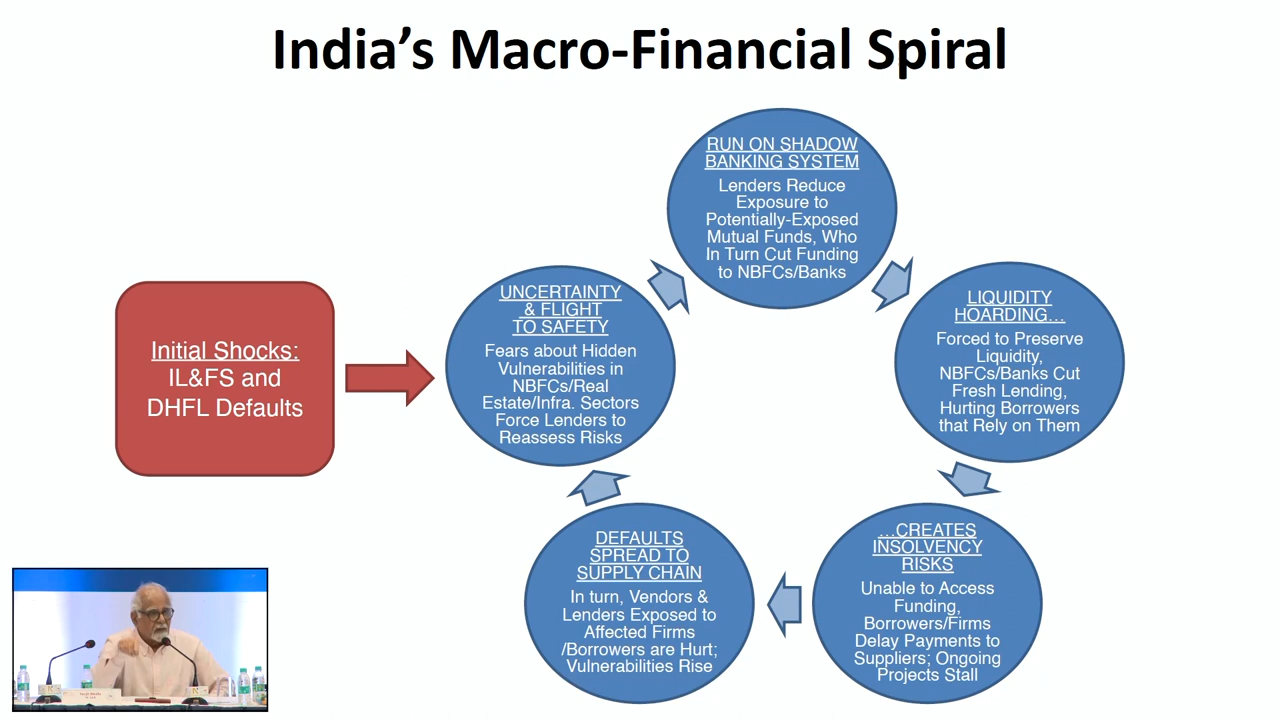 India’s Macro-Financial Spiral
RUN ON SHADOW
BANKING SYSTEM
Lenders Reduce
Exposure to
Potentially-Exposed
Mutual Funds, Who
In Turn Cut Funding
to NBFCs/Banks
LIQUIDITY
HOARDING…
Forced to Preserve
Liquidity,
NBFCs/Banks Cut
Fresh Lending,
Hurting Borrowers
that Rely on Them
…CREATES
INSOLVENCY
RISKS
Unable to Access
Funding,
Borrowers/Firms
Delay Payments to
Suppliers; Ongoing
Projects Stall
DEFAULTS
SPREAD TO
SUPPLY CHAIN
In turn, Vendors &
Lenders Exposed to
Affected Firms
/Borrowers are Hurt;
Vulnerabilities Rise
UNCERTAINTY
& FLIGHT
TO SAFETY
Fears about Hidden
Vulnerabilities in
NBFCs/Real
Estate/Infra. Sectors
Force Lenders to
Reassess Risks
Initial Shocks:
IL&FS and
DHFL Defaults